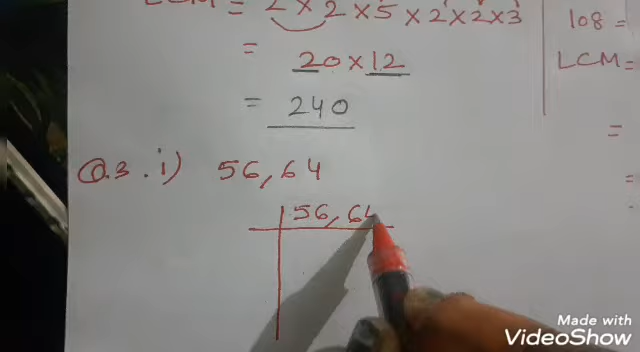 LCM = 2 × 2 × 5 × 2 × 2 × 3
= 20 × 12
= 240
108 =
LCM =
=
=
Q.3. i) 56, 64
56, 64
Made with
VideoShow